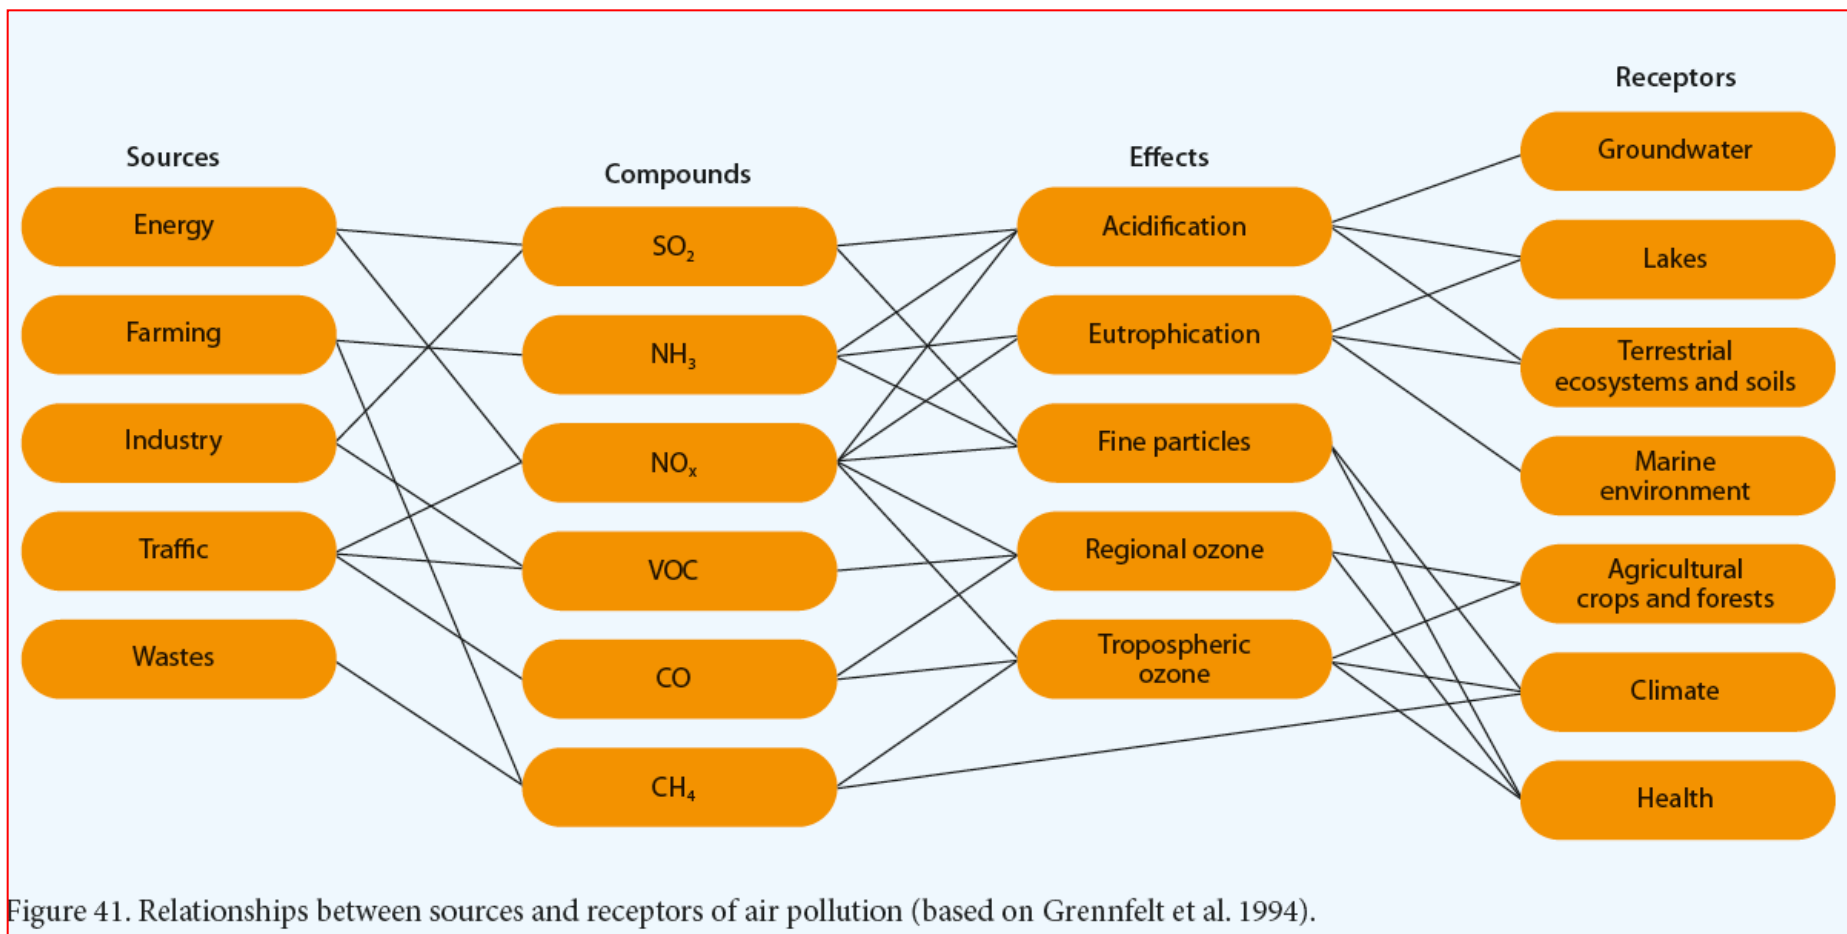 Sources
Energy
Farming
Industry
Traffic
Wastes
Compounds
SO₂
NH₃
NOₓ
VOC
CO
CH₄
Effects
Acidification
Eutrophication
Fine particles
Regional ozone
Tropospheric
ozone
Receptors
Groundwater
Lakes
Terrestrial
ecosystems and soils
Marine
environment
Agricultural
crops and forests
Climate
Health
Figure 41. Relationships between sources and receptors of air pollution (based on Grennfelt et al. 1994).